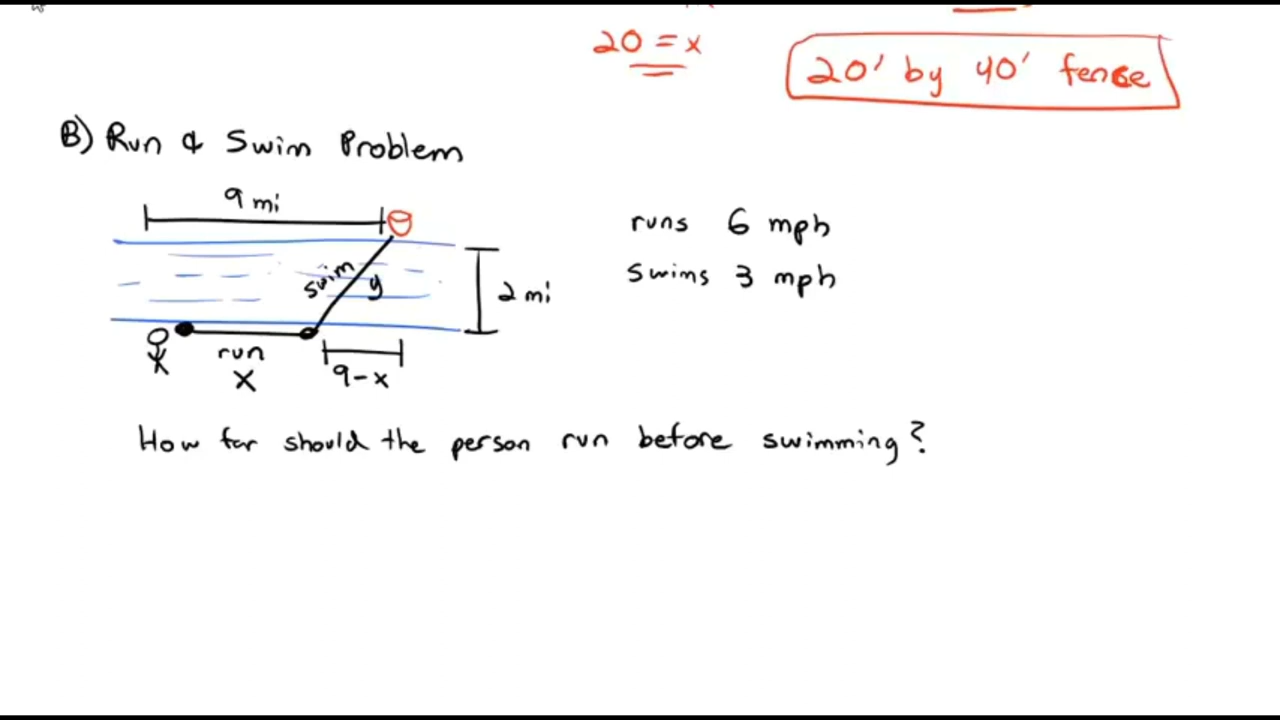 20 = x
20' by 40' fence
B) Run & Swim Problem
9 mi
runs 6 mph
swims 3 mph
swim
y
2 mi
run
x
9-x
How far should the person run before swimming?